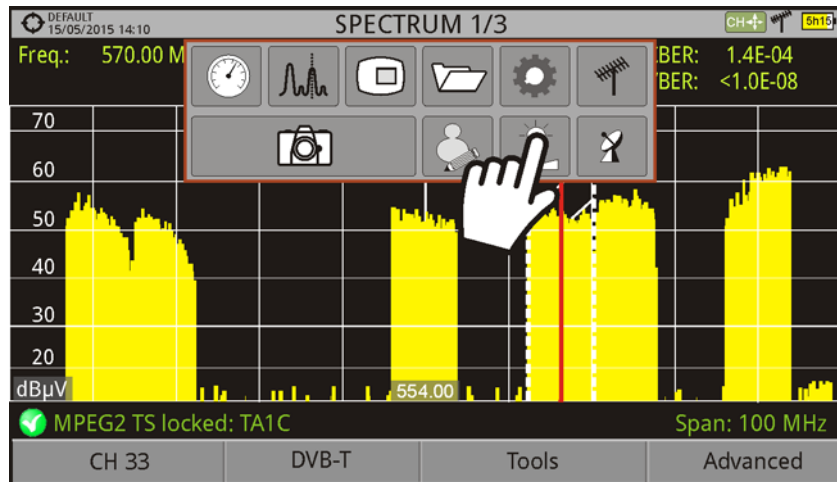 DEFAULT
15/05/2015 14:10
SPECTRUM 1/3
CH
5h15
Freq.: 570.00 M
BER: 1.4E-04
BER: <1.0E-08
70
60
50
40
30
20
dBμV
554.00
MPEG2 TS locked: TA1C
Span: 100 MHz
CH 33
DVB-T
Tools
Advanced